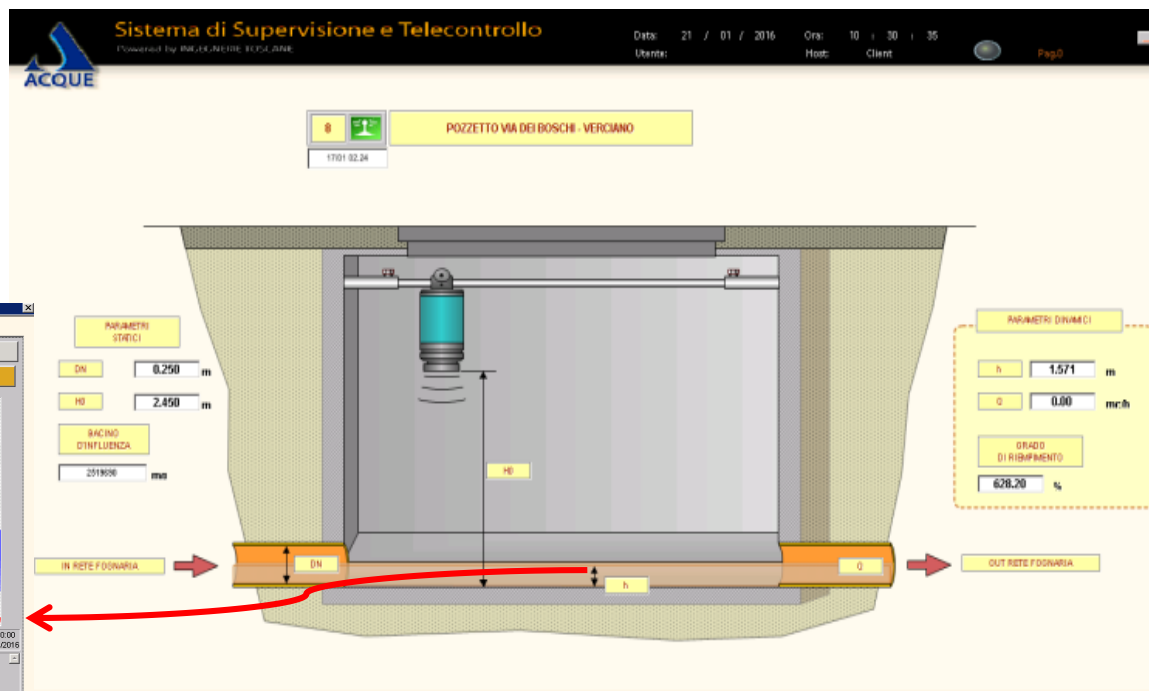 Sistema di Supervisione e Telecontrollo
Powered by INGEGNERIE TOSCANE
Data: 21 / 01 / 2016 Ora: 10 : 30 : 35
Utente: Host: Client
Pag.0
ACQUE
8 POZZETTO VIA DEI BOSCHI - VERCIANO
17/01 02.24
PARAMETRI
STATICI
DN 0.250 m
H0 2.450 m
BACINO
D'INFLUENZA
2519690 mq
PARAMETRI DINAMICI
h 1.571 m
Q 0.00 mc/h
GRADO
DI RIEMPIMENTO
628.20 %
H0
IN RETE FOGNARIA
DN
h
Q
OUT RETE FOGNARIA